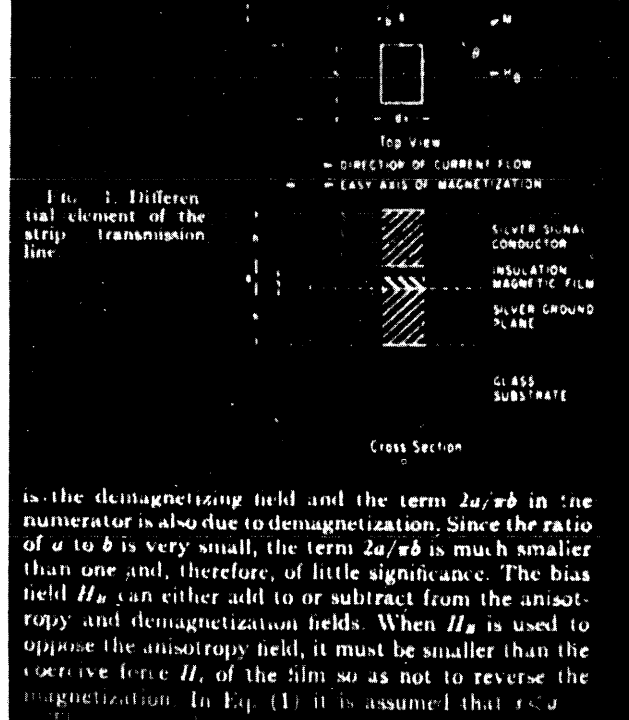 M
θ
H_B
dx
Top View
DIRECTION OF CURRENT FLOW
EASY AXIS OF MAGNETIZATION
1. Differen
tial element of the
strip transmission
line
SILVER SIGNAL
CONDUCTOR
INSULATION
MAGNETIC FILM
SILVER GROUND
PLANE
GLASS
SUBSTRATE
Cross Section
is the demagnetizing field and the term 2a/πb in the
numerator is also due to demagnetization. Since the ratio
of a to b is very small, the term 2a/πb is much smaller
than one and, therefore, of little significance. The bias
field H_B can either add to or subtract from the anisot-
ropy and demagnetization fields. When H_B is used to
oppose the anisotropy field, it must be smaller than the
coercive force H_c of the film so as not to reverse the
magnetization. In Eq. (1) it is assumed that